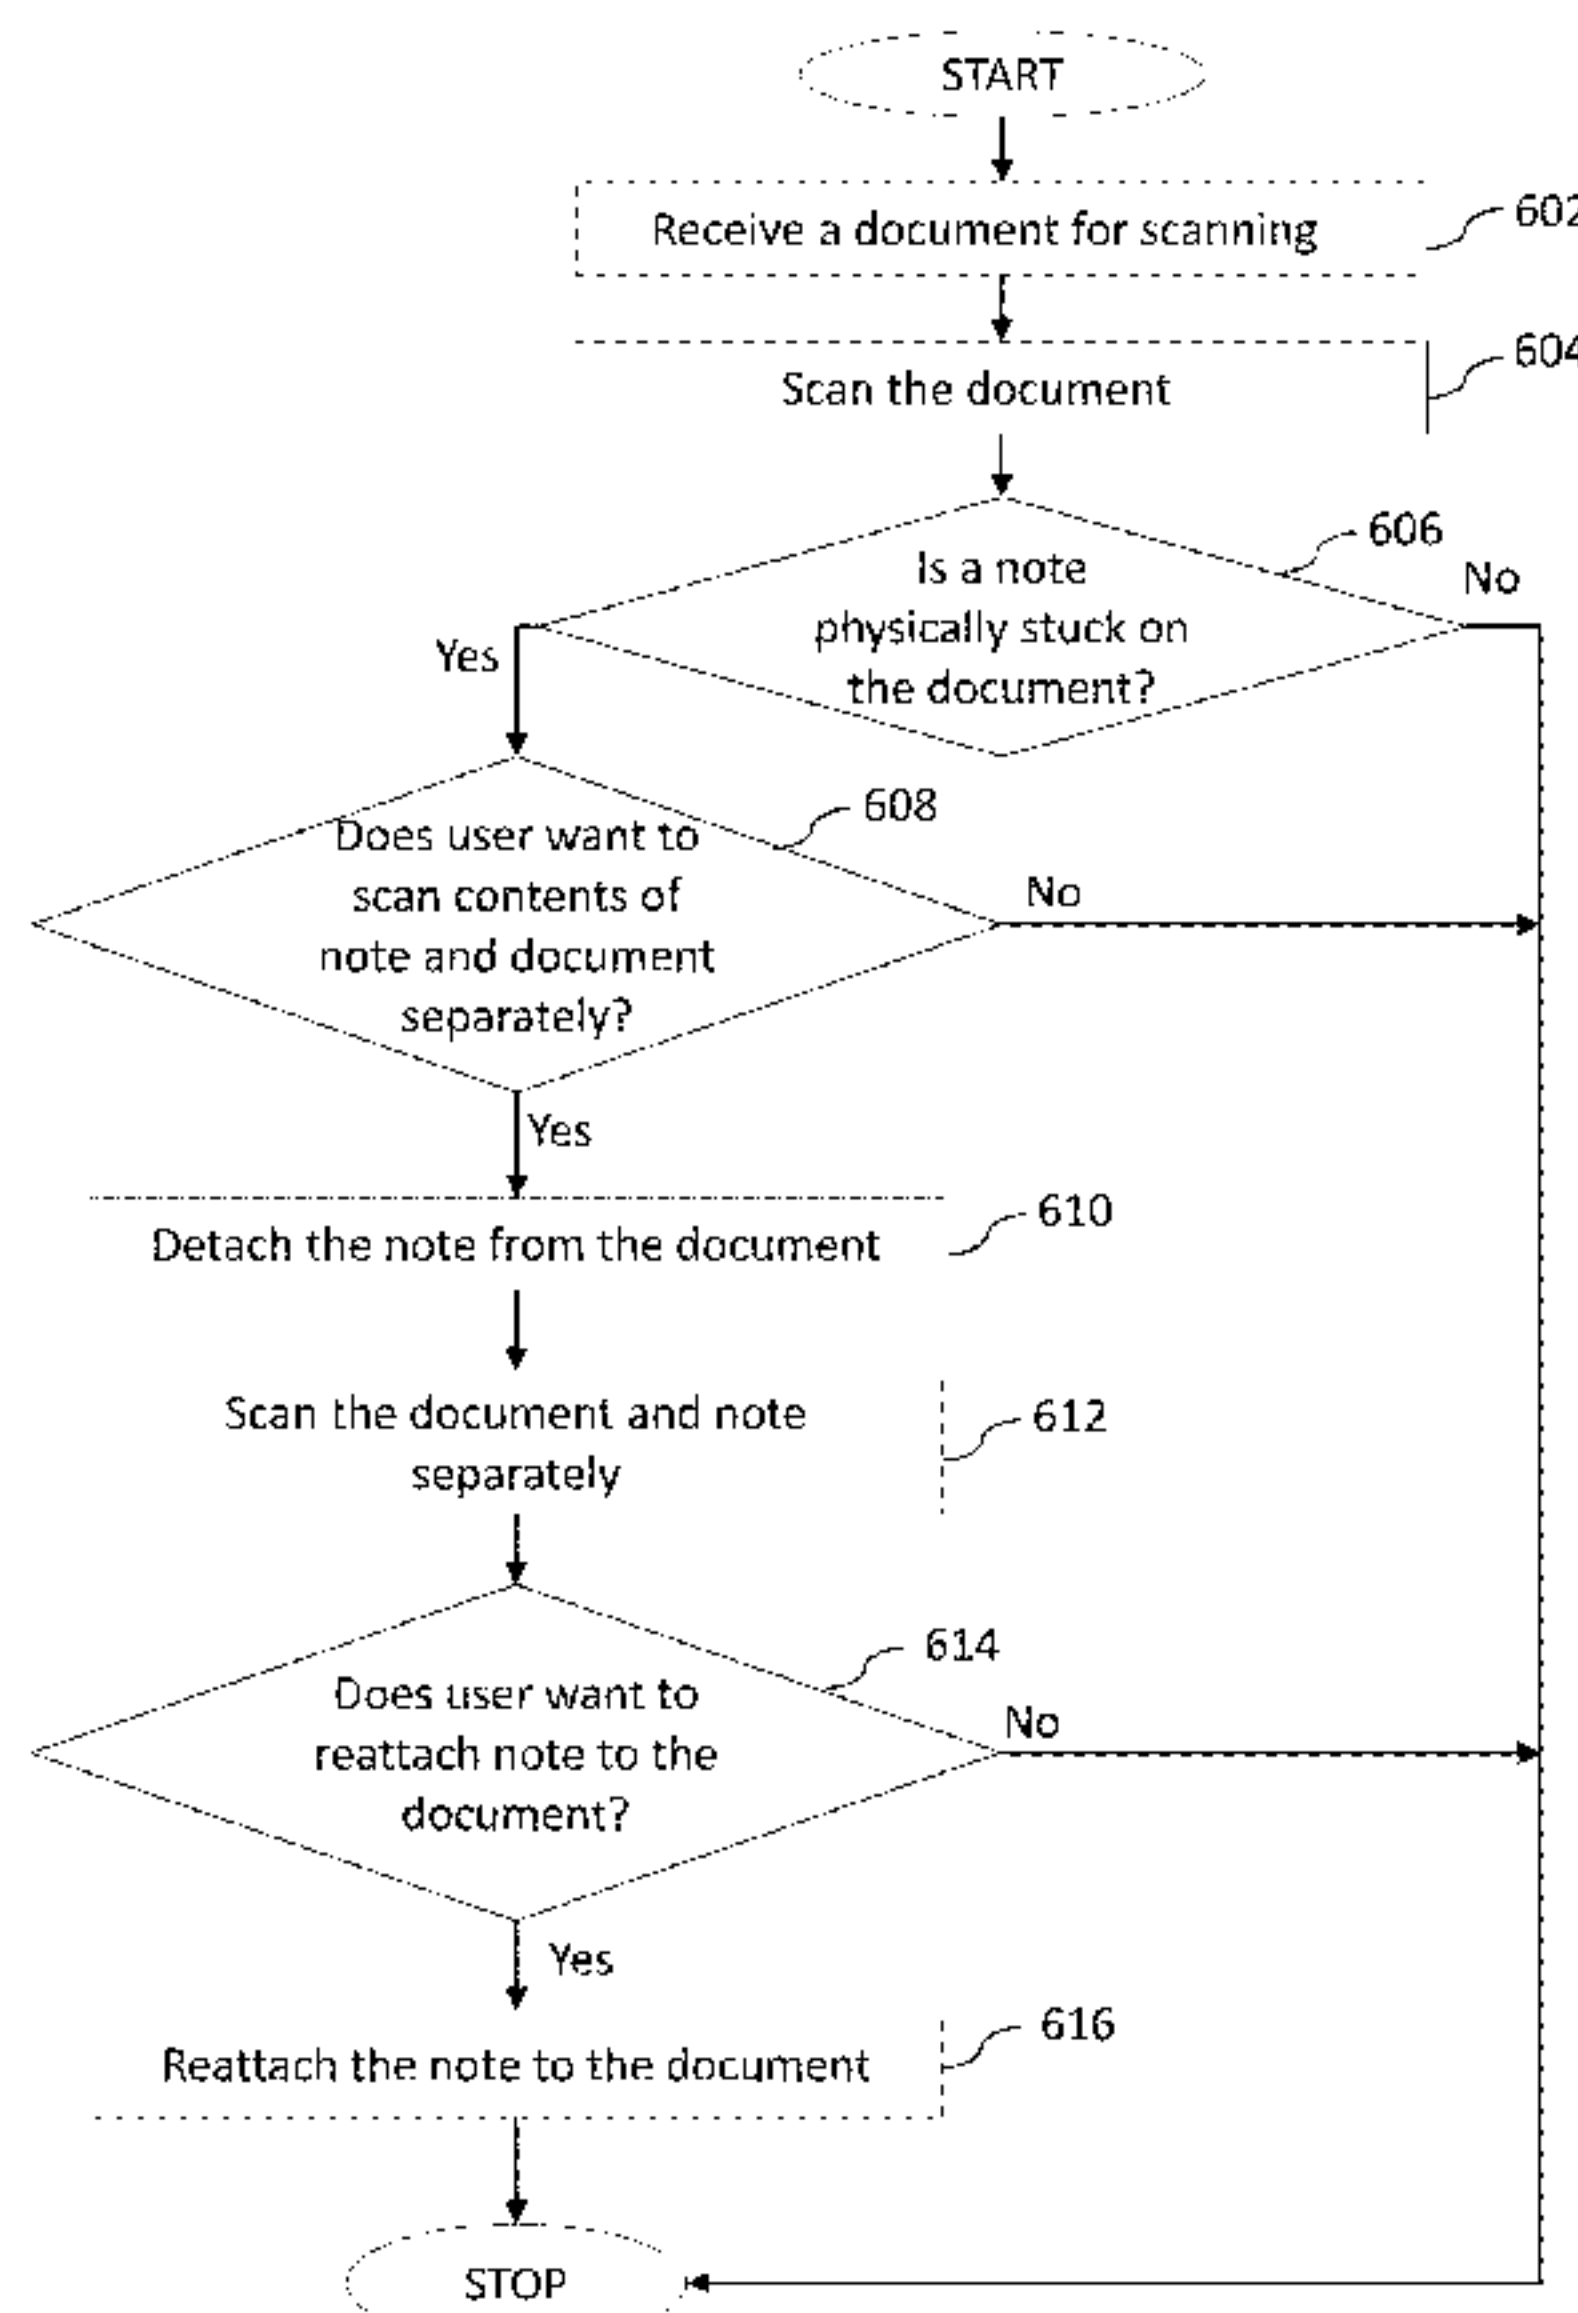 START
Receive a document for scanning
602
Scan the document
604
606
Is a note
physically stuck on
the document?
No
Yes
608
Does user want to
scan contents of
note and document
separately?
No
Yes
610
Detach the note from the document
Scan the document and note
separately
612
614
Does user want to
reattach note to the
document?
No
Yes
616
Reattach the note to the document
STOP